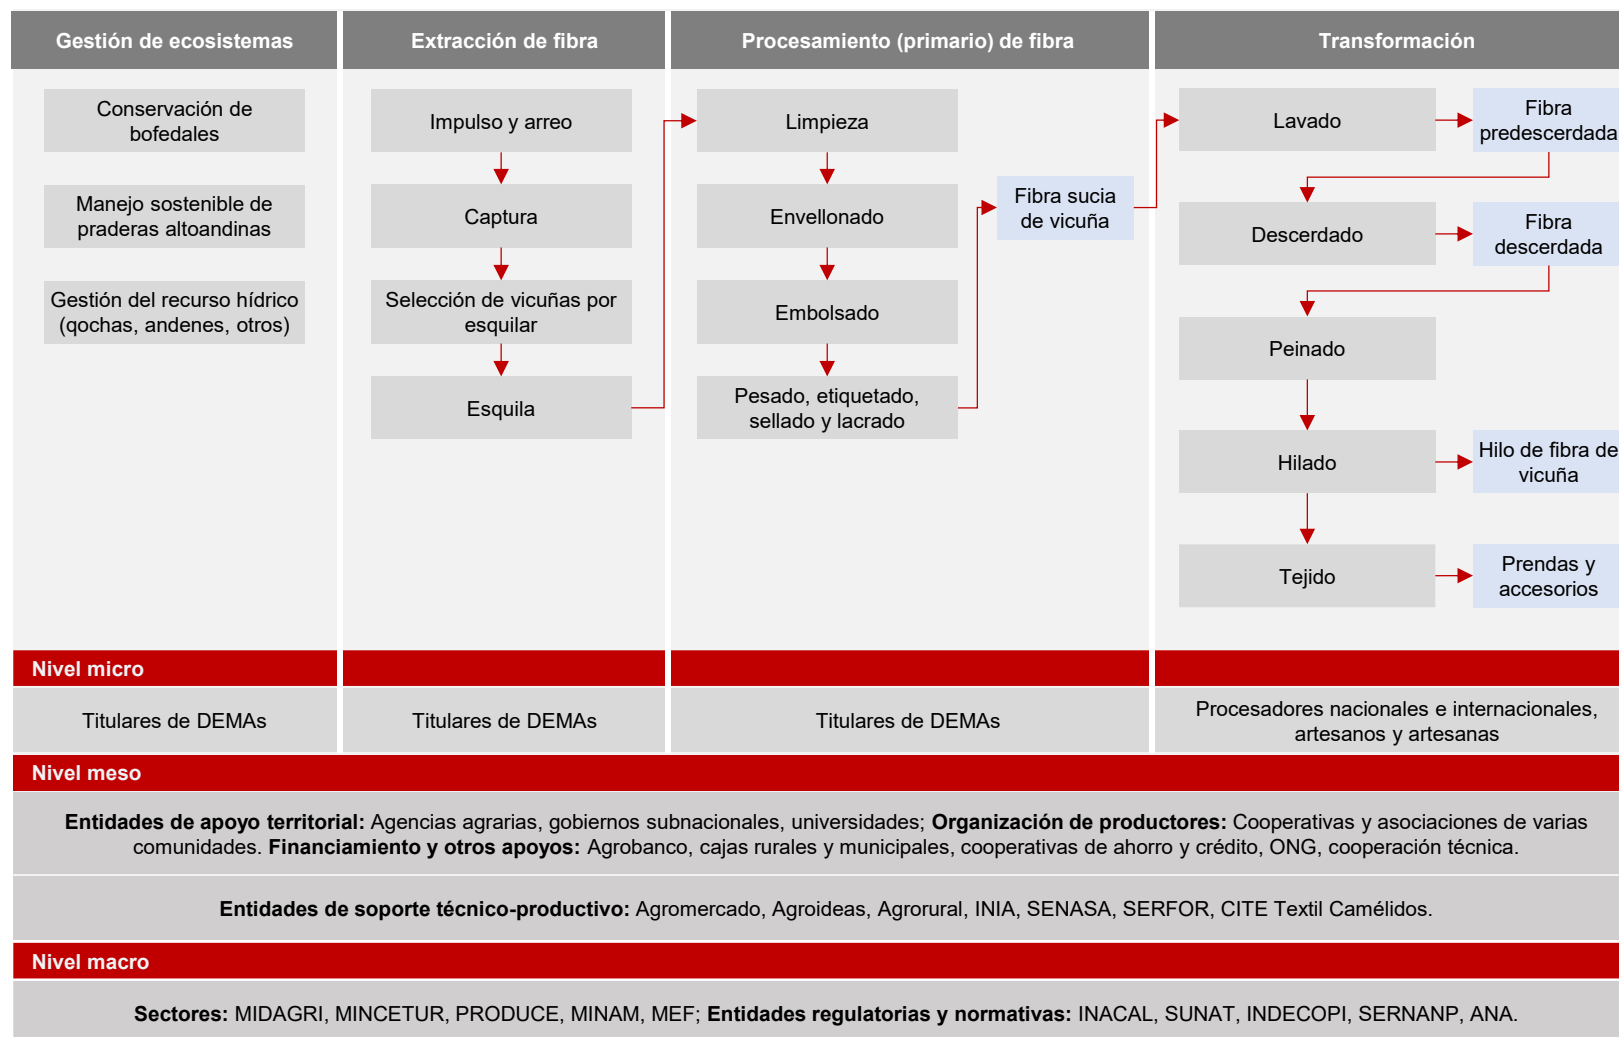 Gestión de ecosistemas
Extracción de fibra
Procesamiento (primario) de fibra
Transformación
Conservación de
bofedales
Manejo sostenible de
praderas altoandinas
Gestión del recurso hídrico
(qochas, andenes, otros)
Impulso y arreo
Captura
Selección de vicuñas por
esquilar
Esquila
Limpieza
Envellonado
Embolsado
Pesado, etiquetado,
sellado y lacrado
Fibra sucia
de vicuña
Lavado
Fibra
predescerdada
Descerdado
Fibra
descerdada
Peinado
Hilado
Hilo de fibra de
vicuña
Tejido
Prendas y
accesorios
Nivel micro
Titulares de DEMAs
Titulares de DEMAs
Titulares de DEMAs
Procesadores nacionales e internacionales,
artesanos y artesanas
Nivel meso
Entidades de apoyo territorial: Agencias agrarias, gobiernos subnacionales, universidades; Organización de productores: Cooperativas y asociaciones de varias
comunidades. Financiamiento y otros apoyos: Agrobanco, cajas rurales y municipales, cooperativas de ahorro y crédito, ONG, cooperación técnica.
Entidades de soporte técnico-productivo: Agromercado, Agroideas, Agrorural, INIA, SENASA, SERFOR, CITE Textil Camélidos.
Nivel macro
Sectores: MIDAGRI, MINCETUR, PRODUCE, MINAM, MEF; Entidades regulatorias y normativas: INACAL, SUNAT, INDECOPI, SERNANP, ANA.